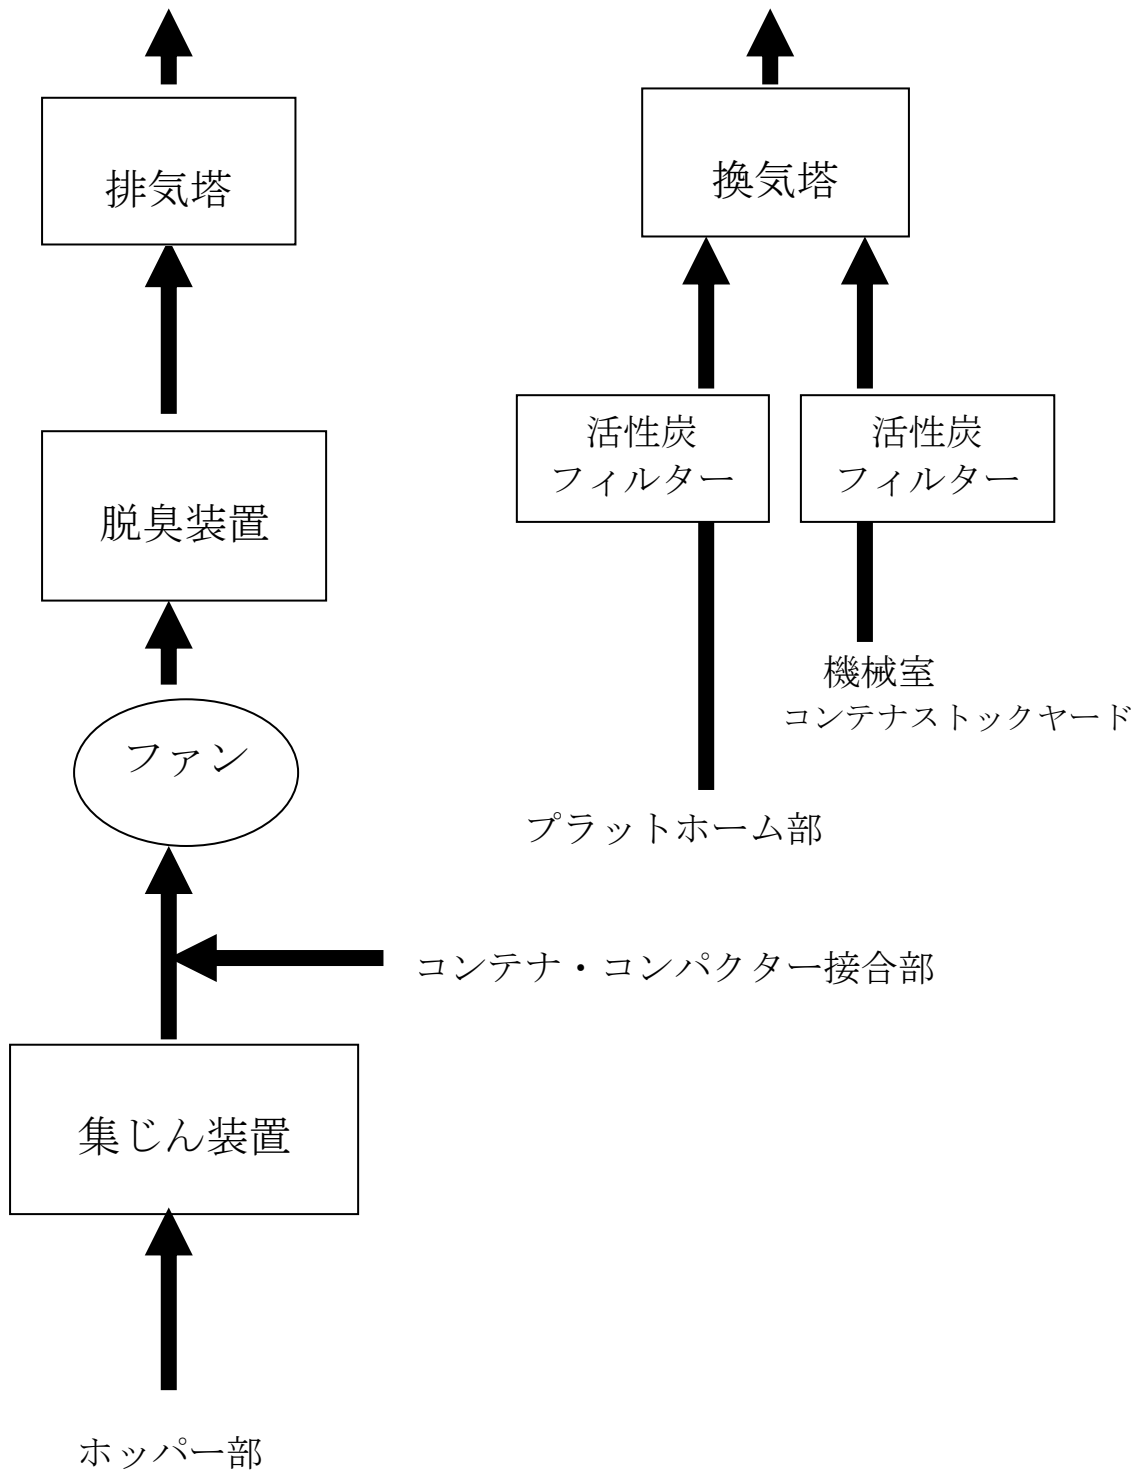 排気塔
換気塔
活性炭
フィルター
活性炭
フィルター
脱臭装置
機械室
コンテナストックヤード
ファン
プラットホーム部
コンテナ・コンパクター接合部
集じん装置
ホッパー部